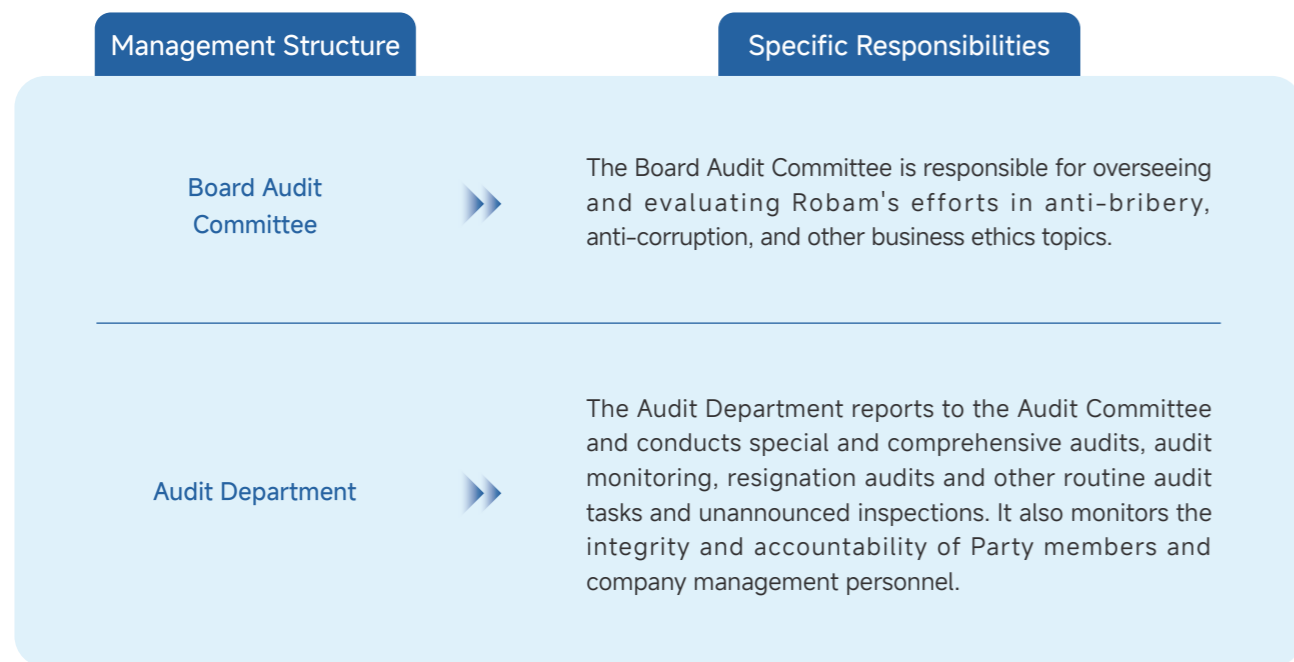 Management Structure
Specific Responsibilities
Board Audit
Committee
The Board Audit Committee is responsible for overseeing
and evaluating Robam's efforts in anti-bribery,
anti-corruption, and other business ethics topics.
Audit Department
The Audit Department reports to the Audit Committee
and conducts special and comprehensive audits, audit
monitoring, resignation audits and other routine audit
tasks and unannounced inspections. It also monitors the
integrity and accountability of Party members and
company management personnel.